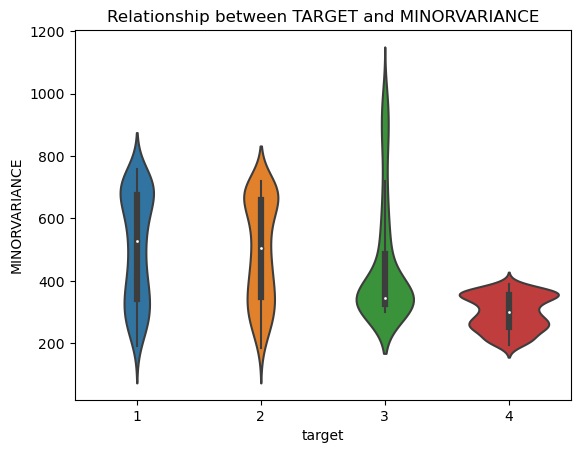 Relationship between TARGET and MINORVARIANCE
1200
1000
800
600
400
200
MINORVARIANCE
1 2 3 4
target